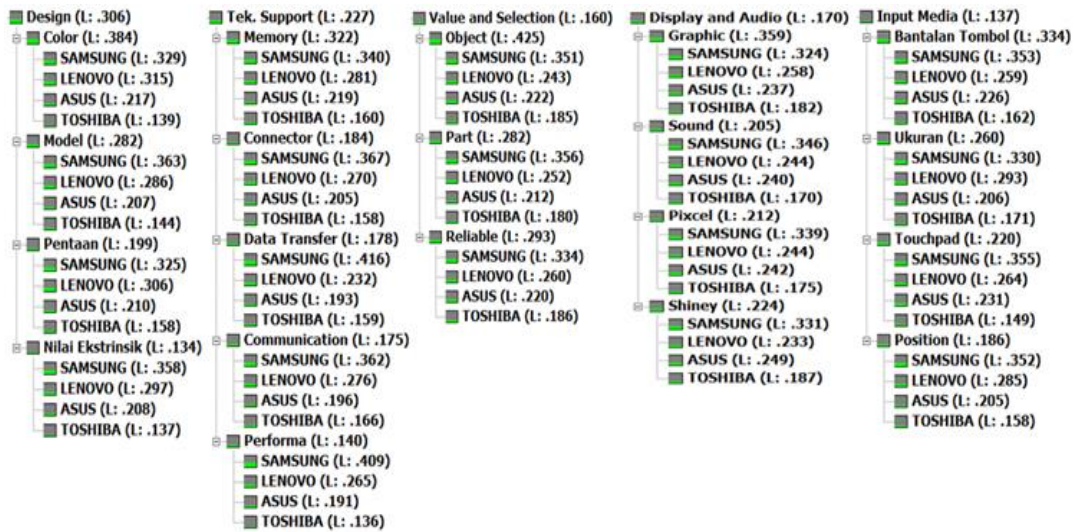 Design (L: .306)
Color (L: .384)
SAMSUNG (L: .329)
LENOVO (L: .315)
ASUS (L: .217)
TOSHIBA (L: .139)
Model (L: .282)
SAMSUNG (L: .363)
LENOVO (L: .286)
ASUS (L: .207)
TOSHIBA (L: .144)
Pentaan (L: .199)
SAMSUNG (L: .325)
LENOVO (L: .306)
ASUS (L: .210)
TOSHIBA (L: .158)
Nilai Ekstrinsik (L: .134)
SAMSUNG (L: .358)
LENOVO (L: .297)
ASUS (L: .208)
TOSHIBA (L: .137)
Tek. Support (L: .227)
Memory (L: .322)
SAMSUNG (L: .340)
LENOVO (L: .281)
ASUS (L: .219)
TOSHIBA (L: .160)
Connector (L: .184)
SAMSUNG (L: .367)
LENOVO (L: .270)
ASUS (L: .205)
TOSHIBA (L: .158)
Data Transfer (L: .178)
SAMSUNG (L: .416)
LENOVO (L: .232)
ASUS (L: .193)
TOSHIBA (L: .159)
Communication (L: .175)
SAMSUNG (L: .362)
LENOVO (L: .276)
ASUS (L: .196)
TOSHIBA (L: .166)
Performa (L: .140)
SAMSUNG (L: .409)
LENOVO (L: .265)
ASUS (L: .191)
TOSHIBA (L: .136)
Value and Selection (L: .160)
Object (L: .425)
SAMSUNG (L: .351)
LENOVO (L: .243)
ASUS (L: .222)
TOSHIBA (L: .185)
Part (L: .282)
SAMSUNG (L: .356)
LENOVO (L: .252)
ASUS (L: .212)
TOSHIBA (L: .180)
Reliable (L: .293)
SAMSUNG (L: .334)
LENOVO (L: .260)
ASUS (L: .220)
TOSHIBA (L: .186)
Display and Audio (L: .170)
Graphic (L: .359)
SAMSUNG (L: .324)
LENOVO (L: .258)
ASUS (L: .237)
TOSHIBA (L: .182)
Sound (L: .205)
SAMSUNG (L: .346)
LENOVO (L: .244)
ASUS (L: .240)
TOSHIBA (L: .170)
Pixcel (L: .212)
SAMSUNG (L: .339)
LENOVO (L: .244)
ASUS (L: .242)
TOSHIBA (L: .175)
Shiney (L: .224)
SAMSUNG (L: .331)
LENOVO (L: .233)
ASUS (L: .249)
TOSHIBA (L: .187)
Input Media (L: .137)
Bantalan Tombol (L: .334)
SAMSUNG (L: .353)
LENOVO (L: .259)
ASUS (L: .226)
TOSHIBA (L: .162)
Ukuran (L: .260)
SAMSUNG (L: .330)
LENOVO (L: .293)
ASUS (L: .206)
TOSHIBA (L: .171)
Touchpad (L: .220)
SAMSUNG (L: .355)
LENOVO (L: .264)
ASUS (L: .231)
TOSHIBA (L: .149)
Position (L: .186)
SAMSUNG (L: .352)
LENOVO (L: .285)
ASUS (L: .205)
TOSHIBA (L: .158)